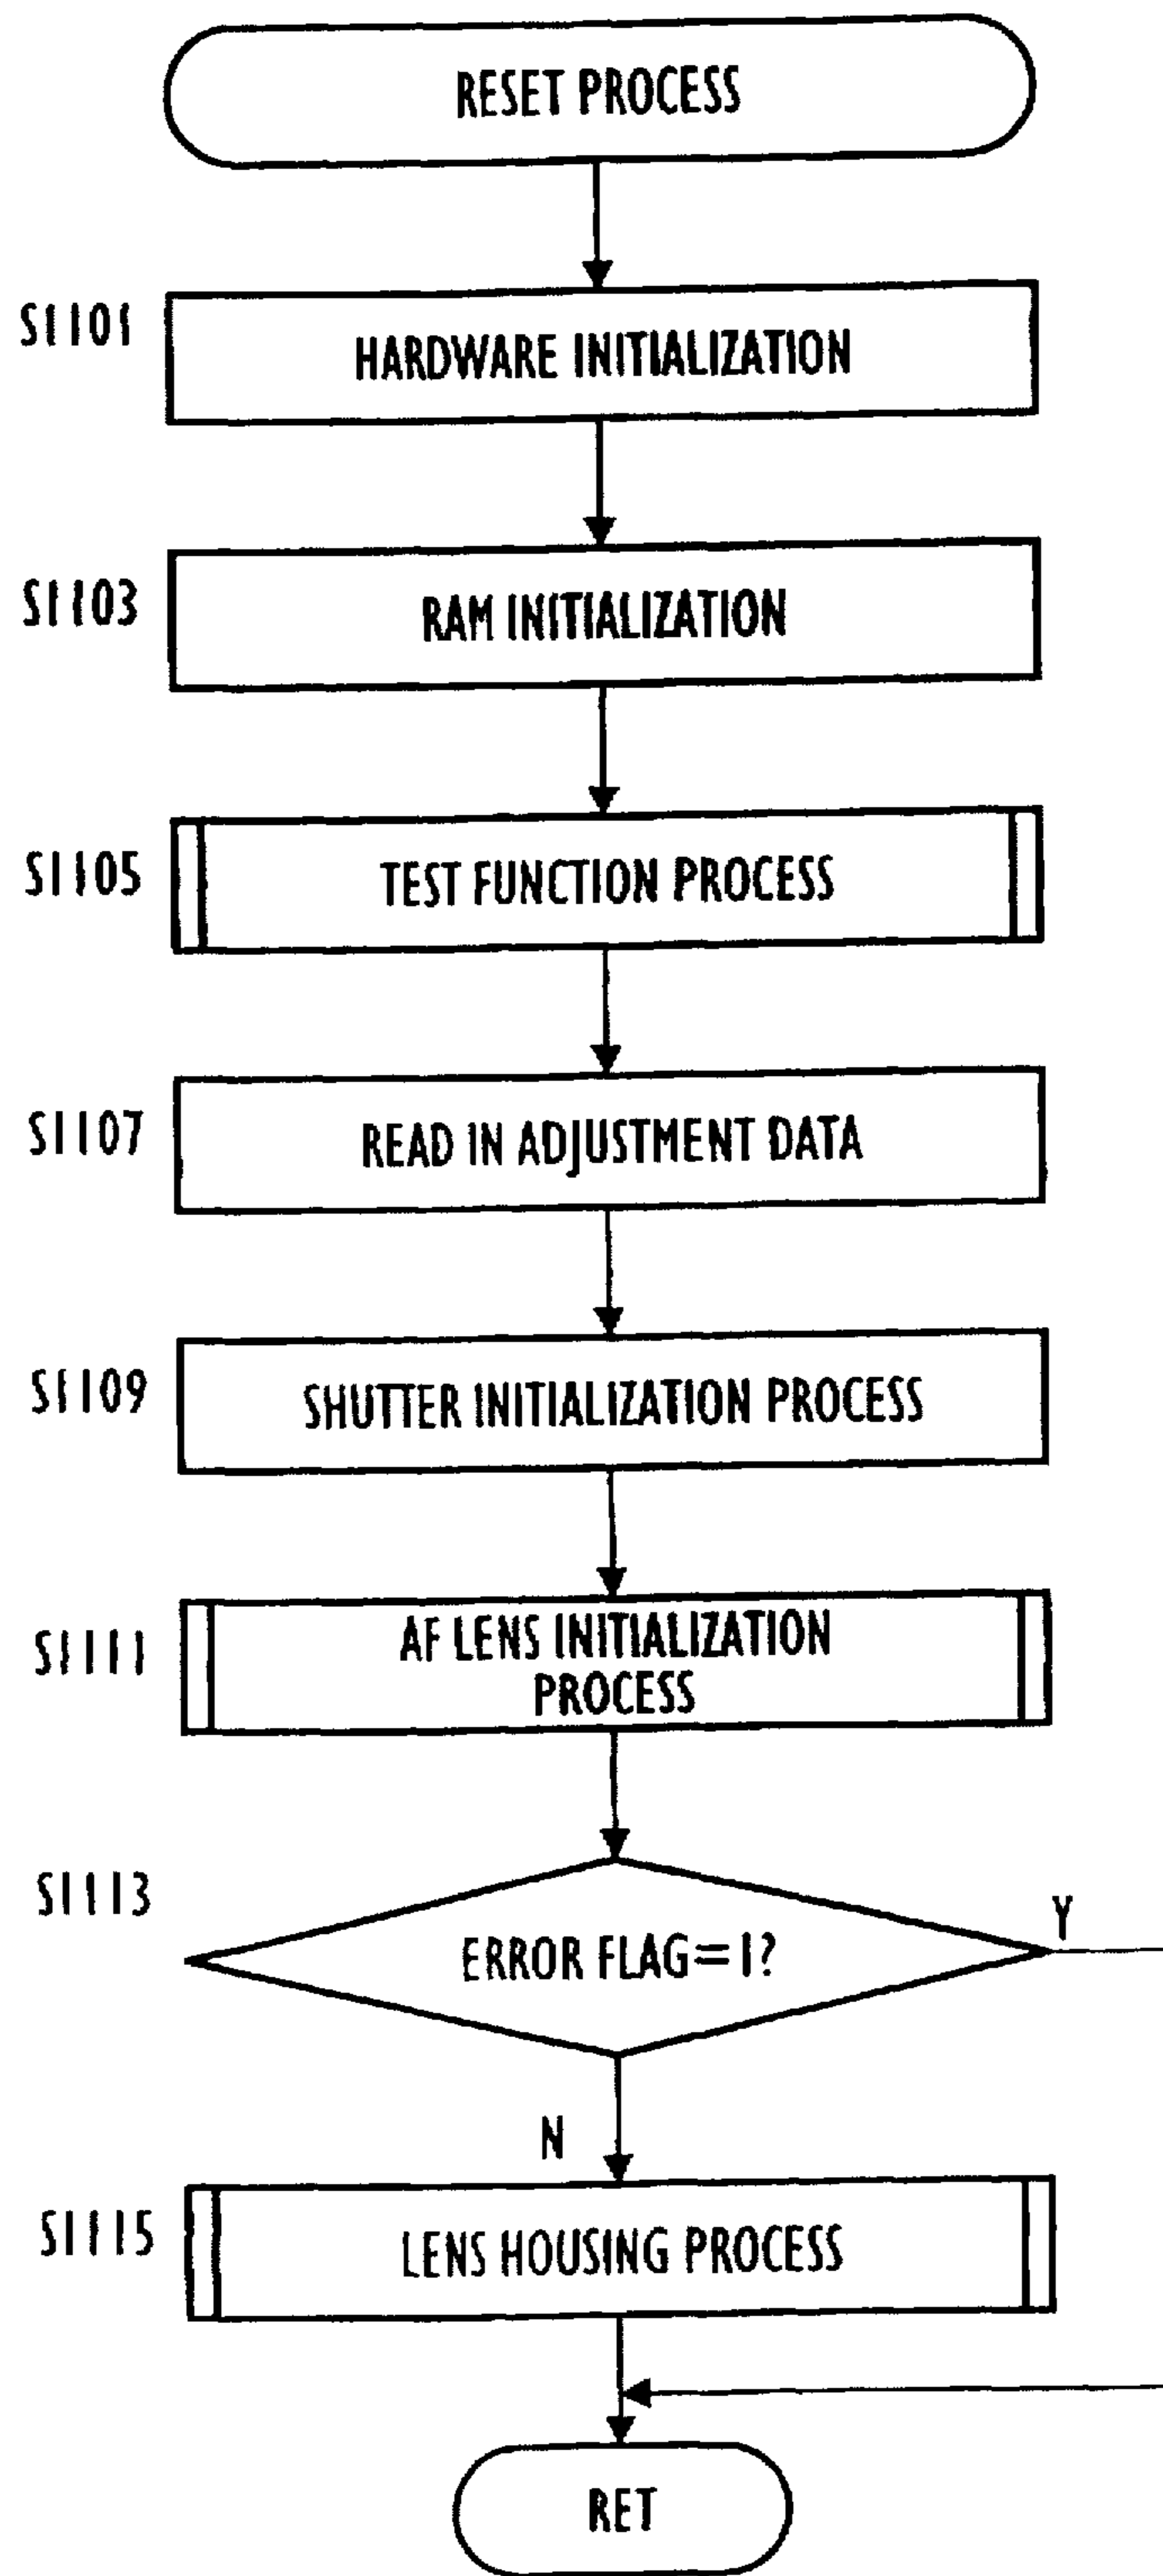 RESET PROCESS
S1101
HARDWARE INITIALIZATION
S1103
RAM INITIALIZATION
S1105
TEST FUNCTION PROCESS
S1107
READ IN ADJUSTMENT DATA
S1109
SHUTTER INITIALIZATION PROCESS
S1111
AF LENS INITIALIZATION
PROCESS
S1113
ERROR FLAG=1?
Y
N
S1115
LENS HOUSING PROCESS
RET